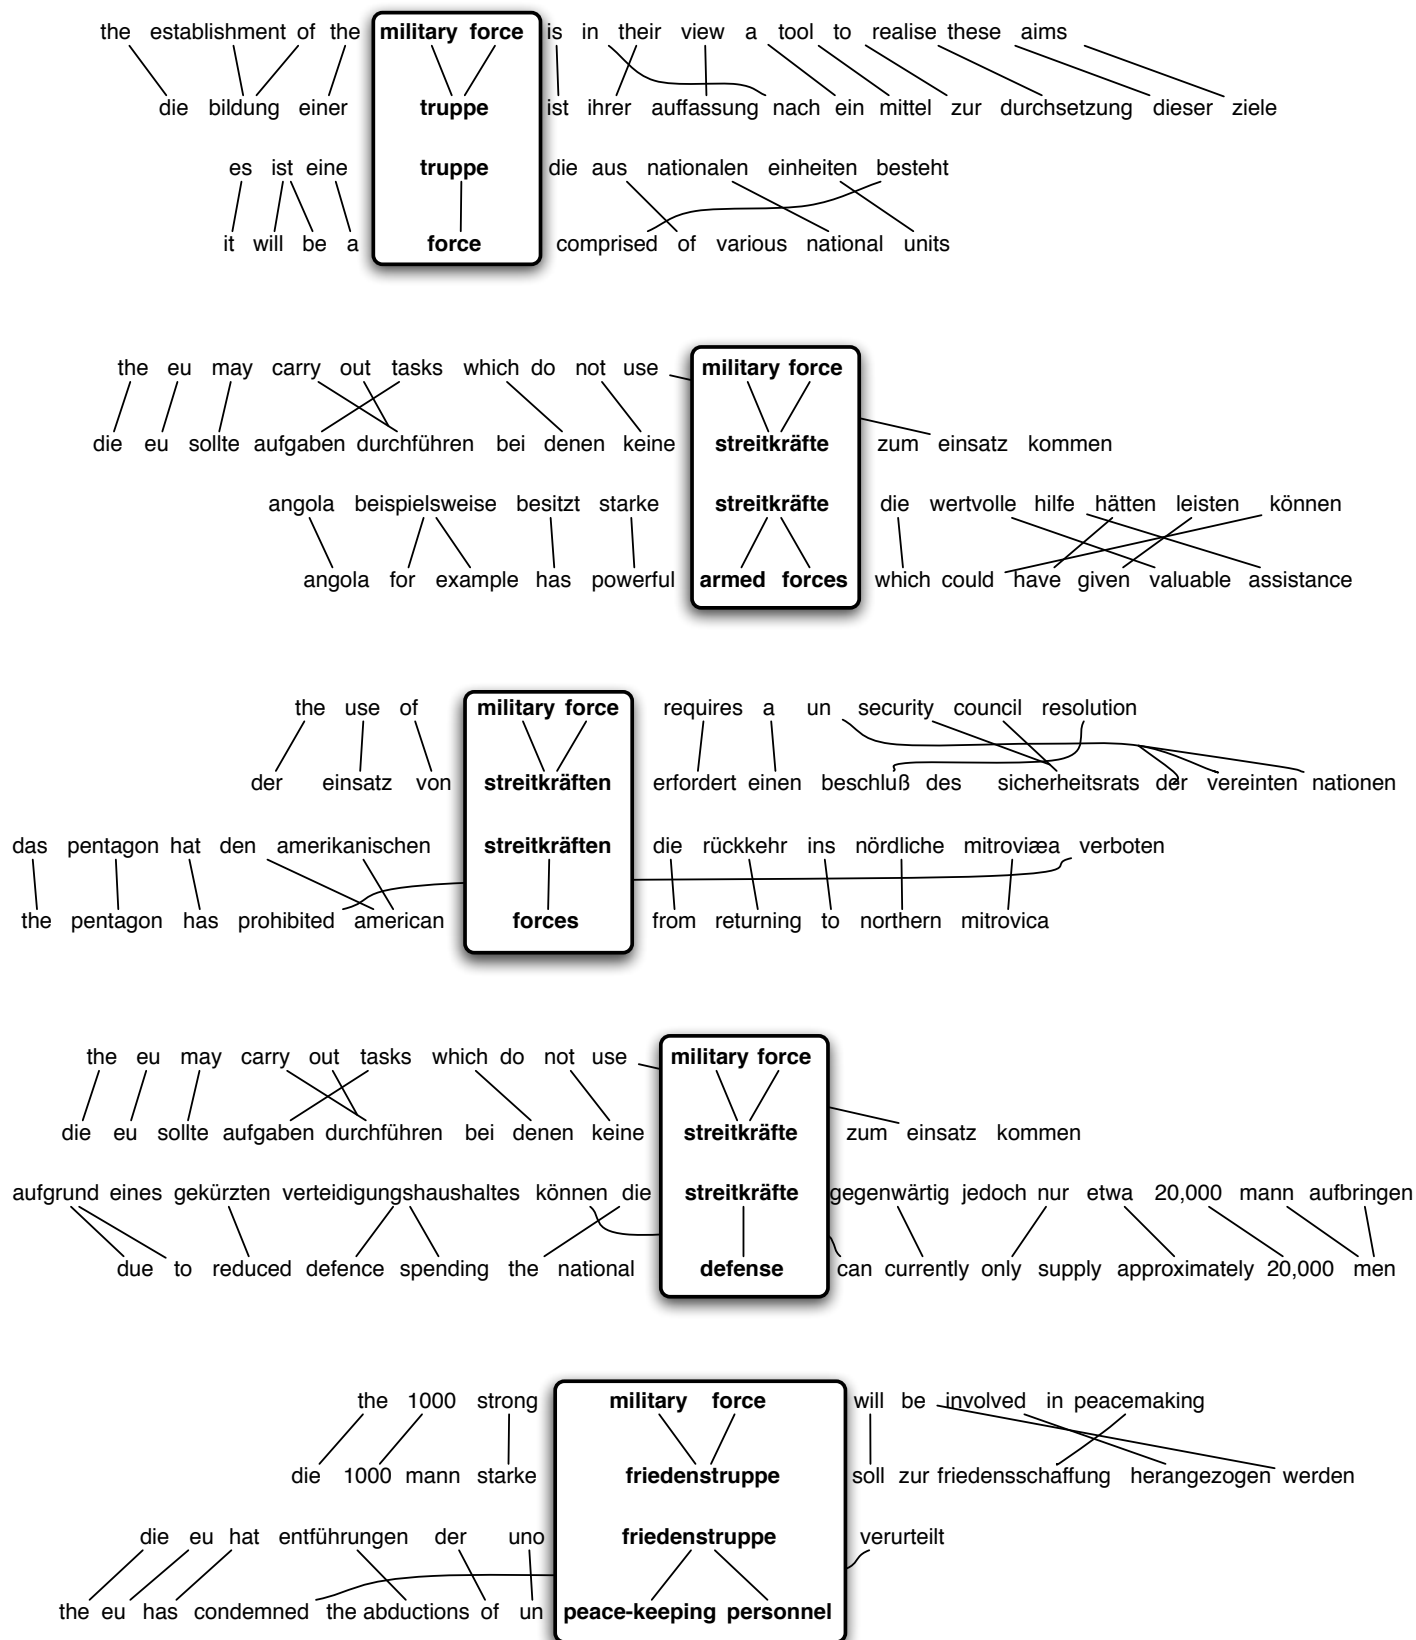 the establishment of the military force is in their view a tool to realise these aims
die bildung einer truppe ist ihrer auffassung nach ein mittel zur durchsetzung dieser ziele
es ist eine truppe die aus nationalen einheiten besteht
it will be a force comprised of various national units
the eu may carry out tasks which do not use military force
die eu sollte aufgaben durchführen bei denen keine streitkräfte zum einsatz kommen
angola beispielsweise besitzt starke streitkräfte die wertvolle hilfe hätten leisten können
angola for example has powerful armed forces which could have given valuable assistance
the use of military force requires a un security council resolution
der einsatz von streitkräften erfordert einen beschluß des sicherheitsrats der vereinten nationen
das pentagon hat den amerikanischen streitkräften die rückkehr ins nördliche mitroviæa verboten
the pentagon has prohibited american forces from returning to northern mitrovica
the eu may carry out tasks which do not use military force
die eu sollte aufgaben durchführen bei denen keine streitkräfte zum einsatz kommen
aufgrund eines gekürzten verteidigungshaushaltes können die streitkräfte gegenwärtig jedoch nur etwa 20,000 mann aufbringen
due to reduced defence spending the national defense can currently only supply approximately 20,000 men
the 1000 strong military force will be involved in peacemaking
die 1000 mann starke friedenstruppe soll zur friedensschaffung herangezogen werden
die eu hat entführungen der uno friedenstruppe verurteilt
the eu has condemned the abductions of un peace-keeping personnel